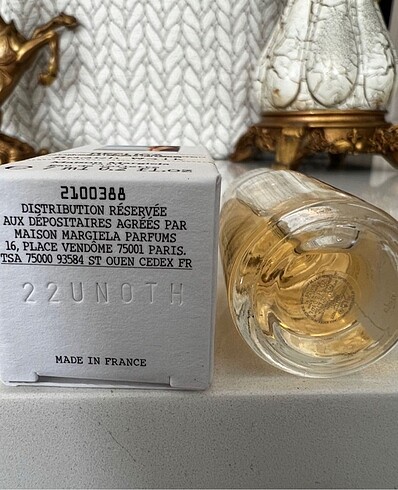 2100388
DISTRIBUTION RÉSERVÉE
AUX DÉPOSITAIRES AGRÉÉS PAR
MAISON MARGIELA PARFUMS
16, PLACE VENDÔME 75001 PARIS.
TSA 75000 93584 ST OUEN CEDEX FR
22UNOTH
MADE IN FRANCE